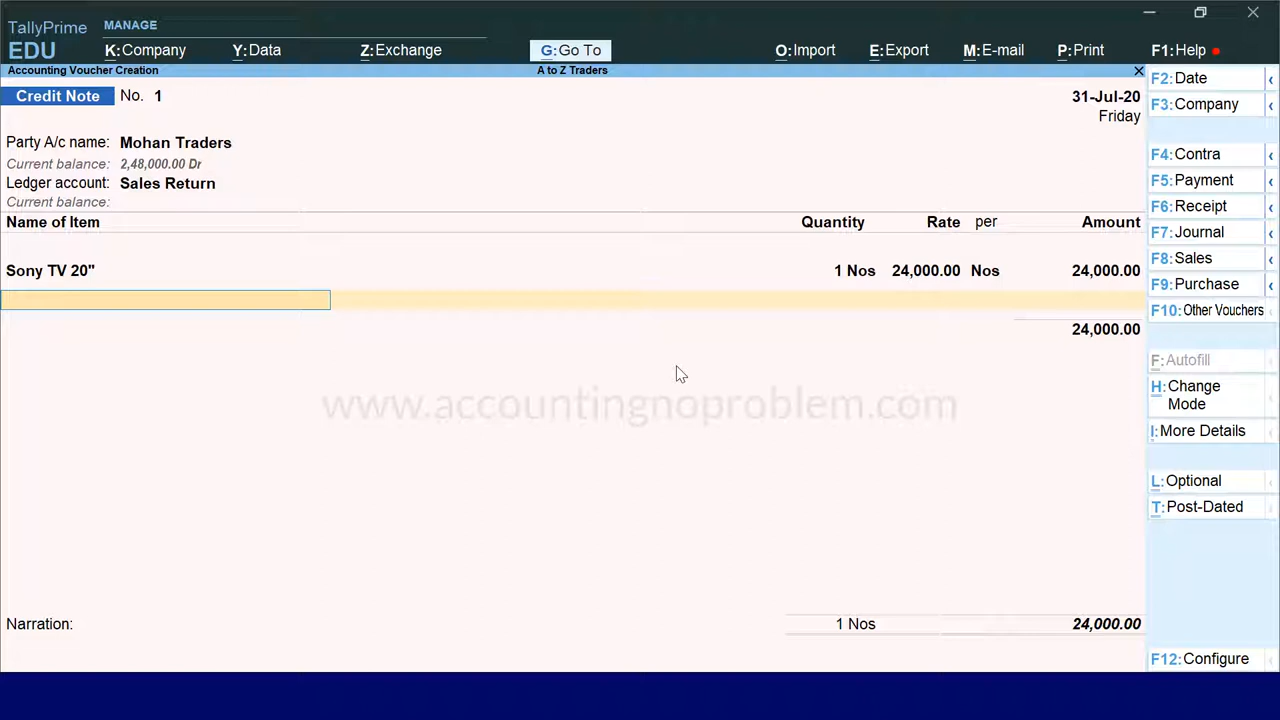 TallyPrime
EDU
MANAGE
K:Company Y:Data Z:Exchange G:Go To O:Import E:Export M:E-mail P:Print F1:Help
Accounting Voucher Creation A to Z Traders
Credit Note No. 1 31-Jul-20
Friday
Party A/c name: Mohan Traders
Current balance: 2,48,000.00 Dr
Ledger account: Sales Return
Current balance:
Name of Item Quantity Rate per Amount
Sony TV 20" 1 Nos 24,000.00 Nos 24,000.00
24,000.00
www.accountingnoproblem.com
Narration: 1 Nos 24,000.00
F2:Date
F3:Company
F4:Contra
F5:Payment
F6:Receipt
F7:Journal
F8:Sales
F9:Purchase
F10:Other Vouchers
F:Autofill
H:Change
Mode
I:More Details
L:Optional
T:Post-Dated
F12:Configure